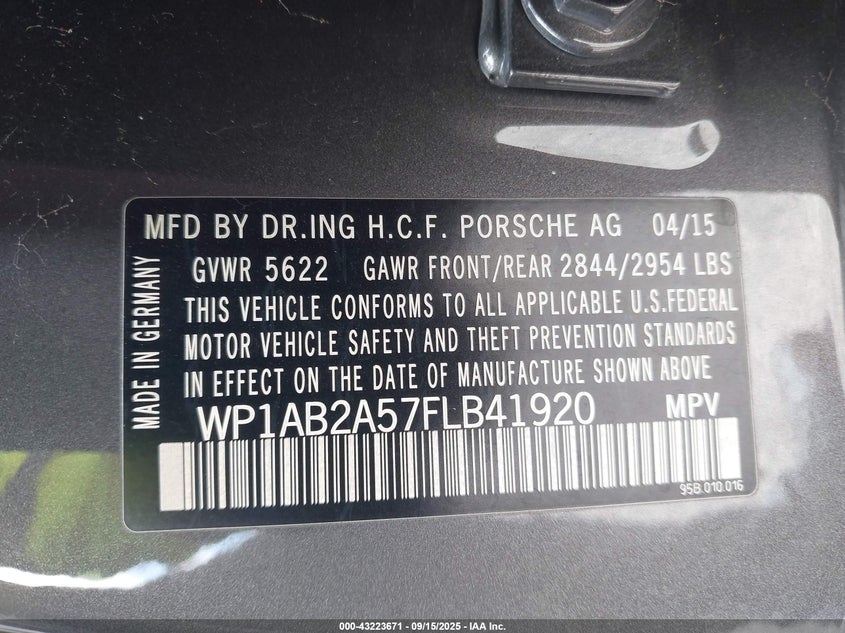 MFD BY DR.ING H.C.F. PORSCHE AG 04/15
GVWR 5622 GAWR FRONT/REAR 2844/2954 LBS
THIS VEHICLE CONFORMS TO ALL APPLICABLE U.S.FEDERAL
MOTOR VEHICLE SAFETY AND THEFT PREVENTION STANDARDS
IN EFFECT ON THE DATE OF MANUFACTURE SHOWN ABOVE
WP1AB2A57FLB41920 MPV
95B.010.016
MADE IN GERMANY
000-43223671 - 09/15/2025 - IAA Inc.